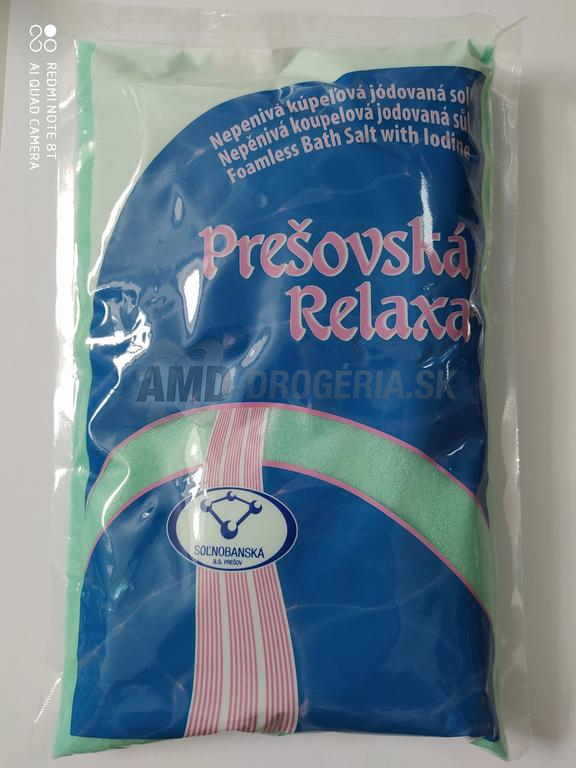 REDMI NOTE 8T
AI QUAD CAMERA
Nepenivá kúpeľová jódovaná soľ
Nepěnivá koupelová jodovaná sůl
Foamless Bath Salt with Iodine
Prešovská
Relaxa
AMD-DROGÉRIA.SK
SOĽNOBANSKÁ
a.s. PREŠOV